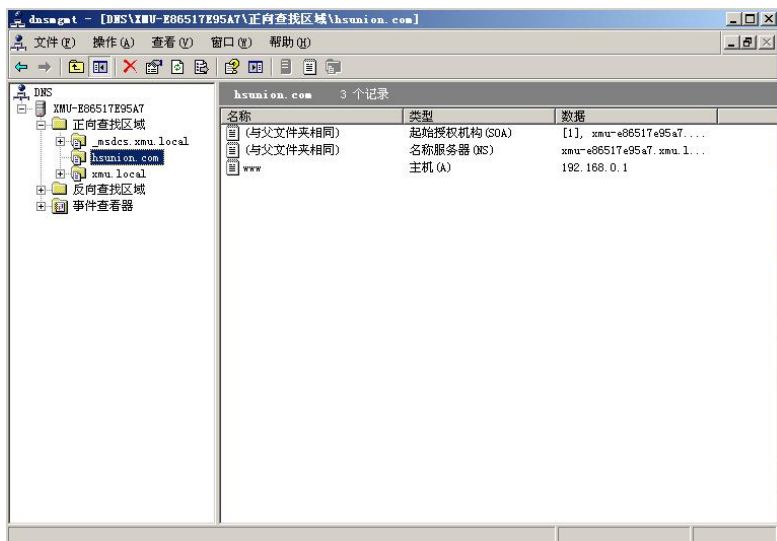 dnsmgmt - [DNS\XMU-E86517E95A7\正向查找区域\hsunion.com]
文件(F) 操作(A) 查看(V) 窗口(W) 帮助(H)
DNS
XMU-E86517E95A7
正向查找区域
_msdcs.xmu.local
hsunion.com
xmu.local
反向查找区域
事件查看器
hsunion.com 3 个记录
名称 类型 数据
(与父文件夹相同) 起始授权机构(SOA) [1], xmu-e86517e95a7....
(与父文件夹相同) 名称服务器(NS) xmu-e86517e95a7.xmu.l...
www 主机(A) 192.168.0.1